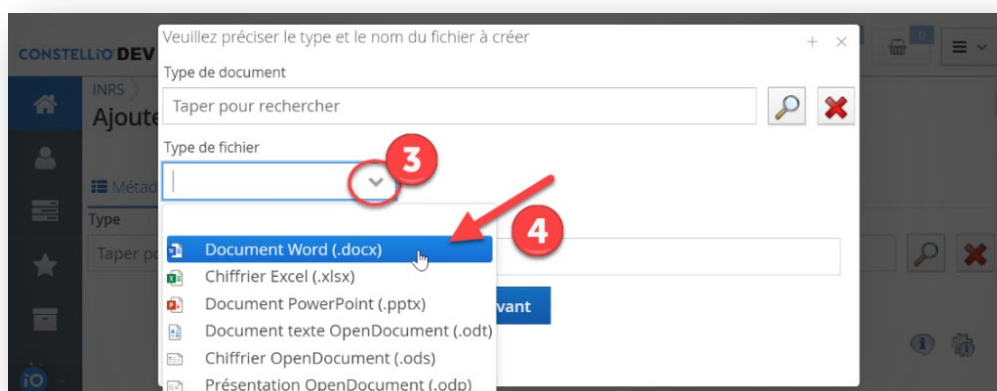 Veuillez préciser le type et le nom du fichier à créer
CONSTELLiO DEV
0
Type de document
INRS
Ajoute
Taper pour rechercher
Type de fichier
3
Métad
Type
4
Taper po
Document Word (.docx)
Chiffrier Excel (.xlsx)
Document PowerPoint (.pptx)
vant
Document texte OpenDocument (.odt)
Chiffrier OpenDocument (.ods)
Présentation OpenDocument (.odp)
iO